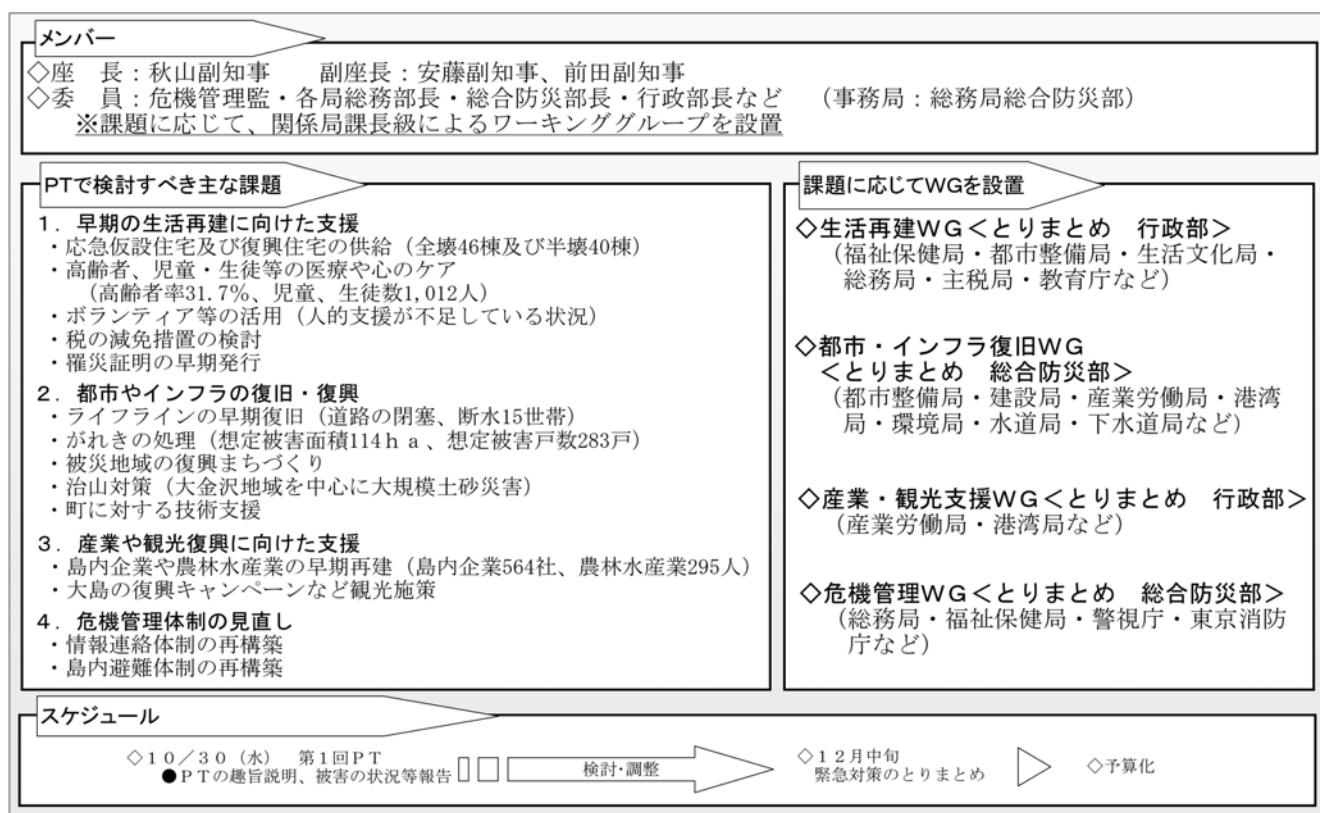 メンバー
◇座　長：秋山副知事　　副座長：安藤副知事、前田副知事
◇委　員：危機管理監・各局総務部長・総合防災部長・行政部長など　（事務局：総務局総合防災部）
※課題に応じて、関係局課長級によるワーキンググループを設置
PTで検討すべき主な課題
1．早期の生活再建に向けた支援
・応急仮設住宅及び復興住宅の供給（全壊46棟及び半壊40棟）
・高齢者、児童・生徒等の医療や心のケア
（高齢者率31.7％、児童、生徒数1,012人）
・ボランティア等の活用（人的支援が不足している状況）
・税の減免措置の検討
・罹災証明の早期発行
2．都市やインフラの復旧・復興
・ライフラインの早期復旧（道路の閉塞、断水15世帯）
・がれきの処理（想定被害面積114ｈａ、想定被害戸数283戸）
・被災地域の復興まちづくり
・治山対策（大金沢地域を中心に大規模土砂災害）
・町に対する技術支援
3．産業や観光復興に向けた支援
・島内企業や農林水産業の早期再建（島内企業564社、農林水産業295人）
・大島の復興キャンペーンなど観光施策
4．危機管理体制の見直し
・情報連絡体制の再構築
・島内避難体制の再構築
課題に応じてWGを設置
◇生活再建ＷＧ＜とりまとめ　行政部＞
（福祉保健局・都市整備局・生活文化局・
総務局・主税局・教育庁など）
◇都市・インフラ復旧ＷＧ
＜とりまとめ　総合防災部＞
（都市整備局・建設局・産業労働局・港湾
局・環境局・水道局・下水道局など）
◇産業・観光支援ＷＧ＜とりまとめ　行政部＞
（産業労働局・港湾局など）
◇危機管理ＷＧ＜とりまとめ　総合防災部＞
（総務局・福祉保健局・警視庁・東京消防
庁など）
スケジュール
◇１０／３０（水）　第１回ＰＴ
●ＰＴの趣旨説明、被害の状況等報告
検討・調整
◇１２月中旬
緊急対策のとりまとめ
◇予算化